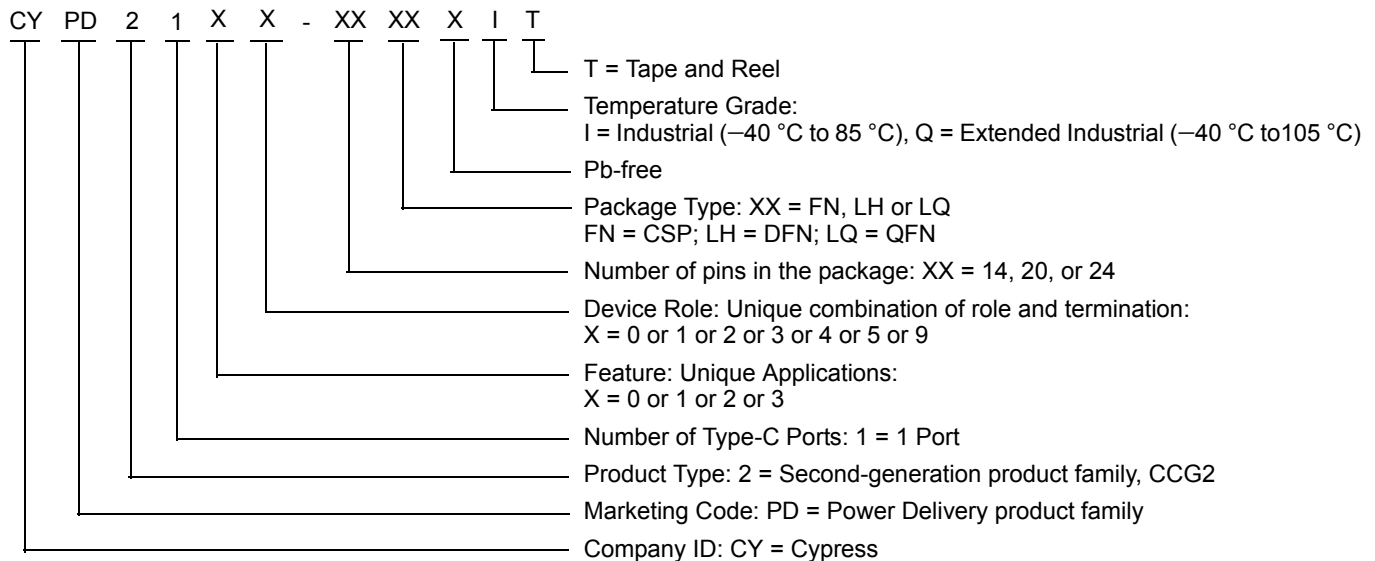 CY PD 2 1 X X - XX XX X I T
T = Tape and Reel
Temperature Grade:
I = Industrial (–40 °C to 85 °C), Q = Extended Industrial (–40 °C to105 °C)
Pb-free
Package Type: XX = FN, LH or LQ
FN = CSP; LH = DFN; LQ = QFN
Number of pins in the package: XX = 14, 20, or 24
Device Role: Unique combination of role and termination:
X = 0 or 1 or 2 or 3 or 4 or 5 or 9
Feature: Unique Applications:
X = 0 or 1 or 2 or 3
Number of Type-C Ports: 1 = 1 Port
Product Type: 2 = Second-generation product family, CCG2
Marketing Code: PD = Power Delivery product family
Company ID: CY = Cypress